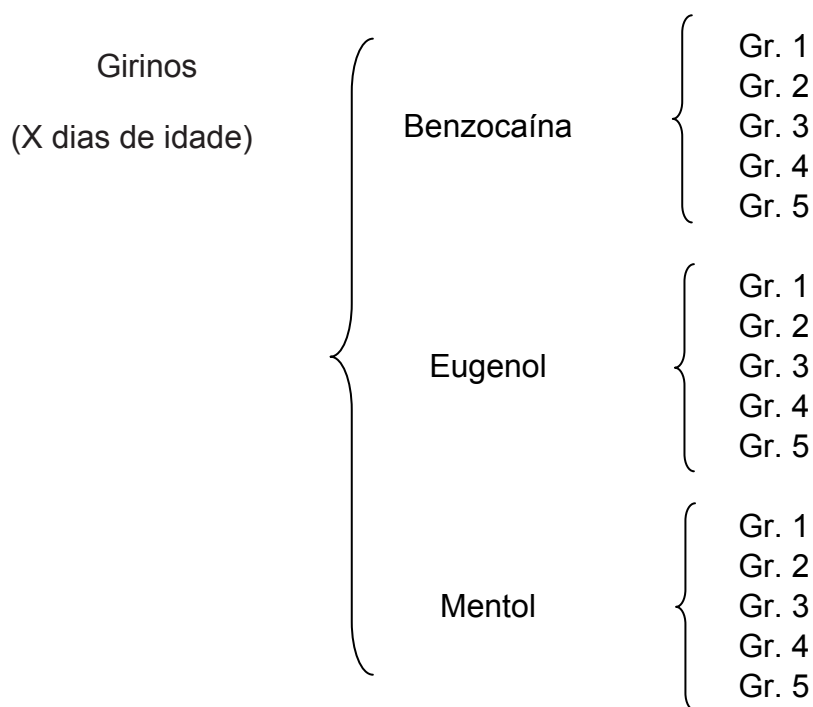 Girinos
(X dias de idade)
Benzocaína
Gr. 1
Gr. 2
Gr. 3
Gr. 4
Gr. 5
Eugenol
Gr. 1
Gr. 2
Gr. 3
Gr. 4
Gr. 5
Mentol
Gr. 1
Gr. 2
Gr. 3
Gr. 4
Gr. 5